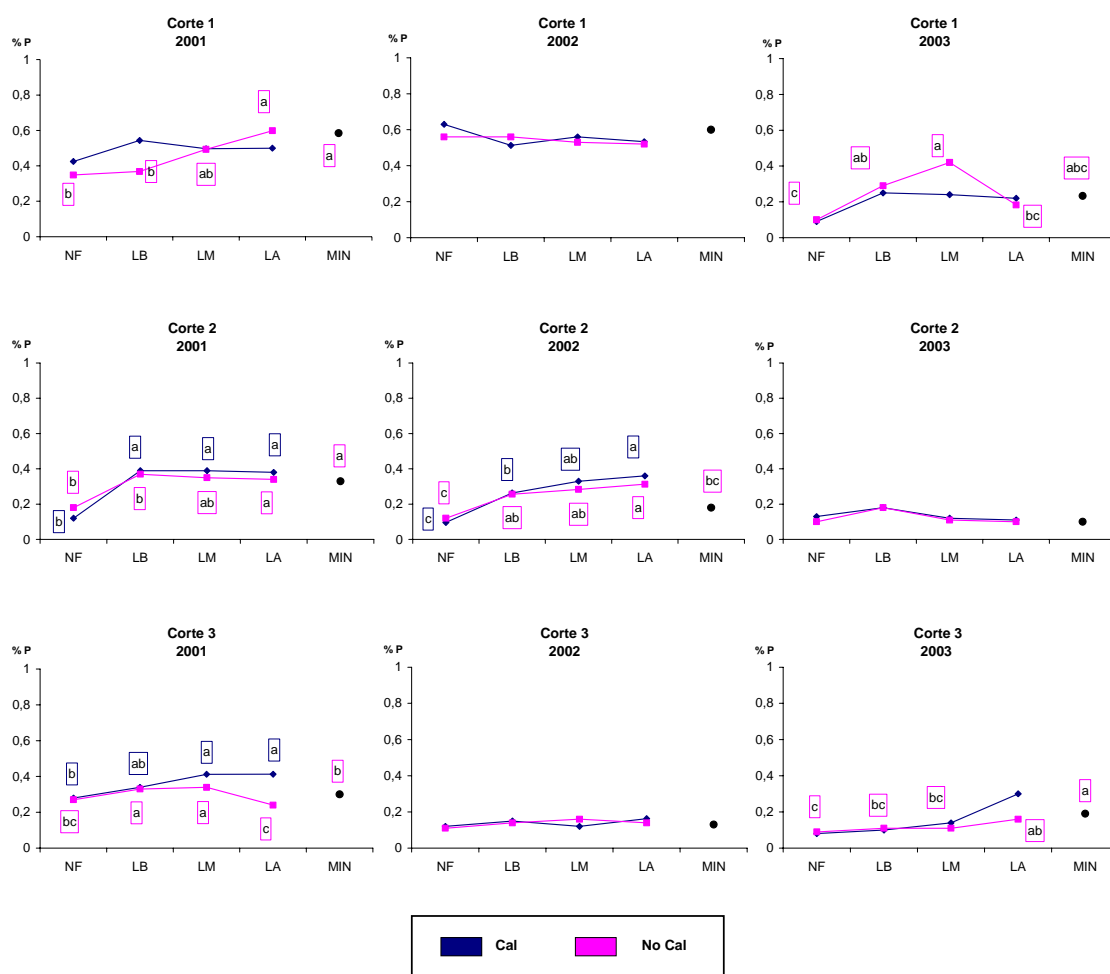 Corte 1
2001
% P
1
0,8
0,6
0,4
0,2
0
b
b
ab
a
a
NF
LB
LM
LA
MIN
Corte 1
2002
% P
1
0,8
0,6
0,4
0,2
0
NF
LB
LM
LA
MIN
Corte 1
2003
% P
1
0,8
0,6
0,4
0,2
0
c
ab
a
bc
abc
NF
LB
LM
LA
MIN
Corte 2
2001
% P
1
0,8
0,6
0,4
0,2
0
a
a
a
a
b
b
b
ab
a
NF
LB
LM
LA
MIN
Corte 2
2002
% P
1
0,8
0,6
0,4
0,2
0
b
ab
a
bc
c
c
ab
ab
a
NF
LB
LM
LA
MIN
Corte 2
2003
% P
1
0,8
0,6
0,4
0,2
0
NF
LB
LM
LA
MIN
Corte 3
2001
% P
1
0,8
0,6
0,4
0,2
0
b
ab
a
a
b
bc
a
a
c
NF
LB
LM
LA
MIN
Corte 3
2002
% P
1
0,8
0,6
0,4
0,2
0
NF
LB
LM
LA
MIN
Corte 3
2003
% P
1
0,8
0,6
0,4
0,2
0
c
bc
bc
ab
a
NF
LB
LM
LA
MIN
Cal
No Cal